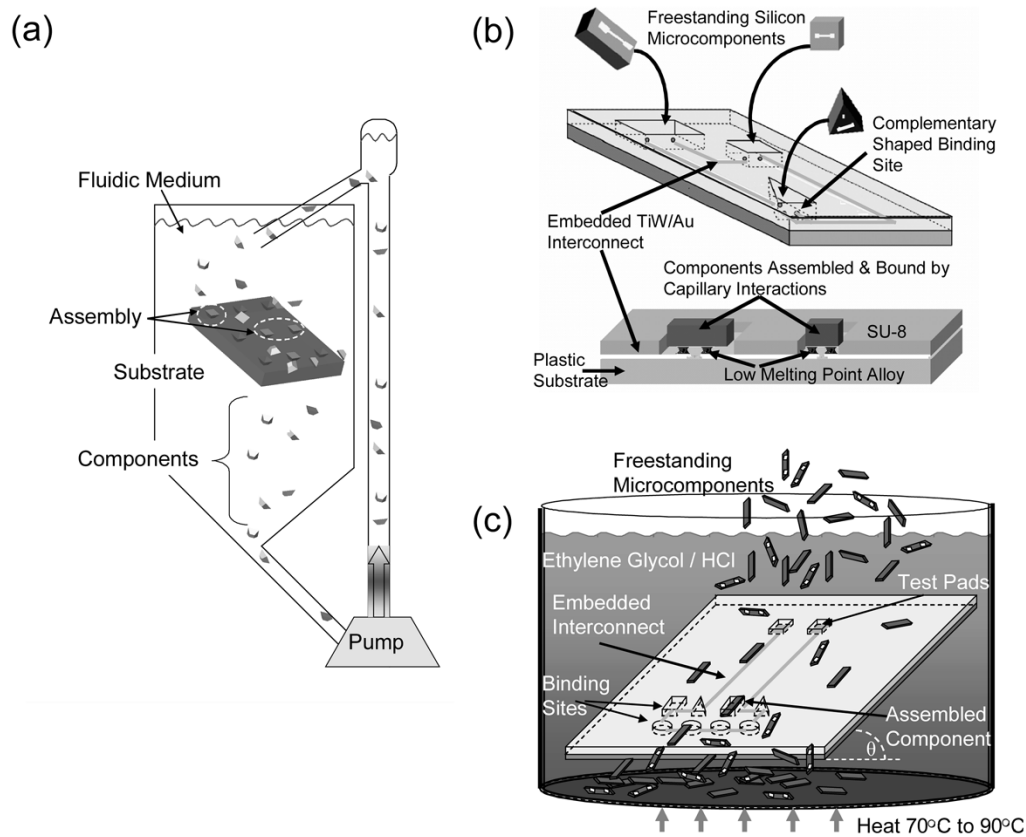 (a)
Fluidic Medium
Assembly
Substrate
Components
Pump
(b)
Freestanding Silicon
Microcomponents
Complementary
Shaped Binding
Site
Embedded TiW/Au
Interconnect
Components Assembled & Bound by
Capillary Interactions
SU-8
Plastic
Substrate
Low Melting Point Alloy
(c)
Freestanding
Microcomponents
Ethylene Glycol / HCl
Test Pads
Embedded
Interconnect
Binding
Sites
Assembled
Component
θ
Heat 70°C to 90°C